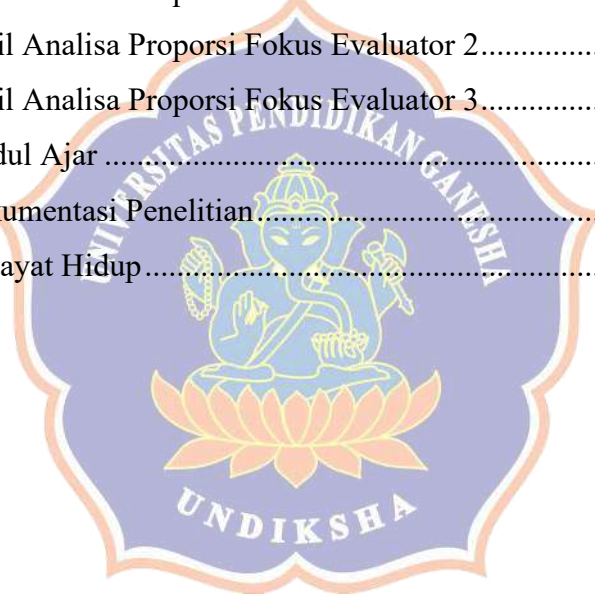 il Analisa Proporsi Fokus Evaluator 2....................
il Analisa Proporsi Fokus Evaluator 3....................
dul Ajar ....................................................................
kumentasi Penelitian..............................................
ayat Hidup...............................................................
UNIVERSITAS PENDIDIKAN GANESHA
UNDIKSHA